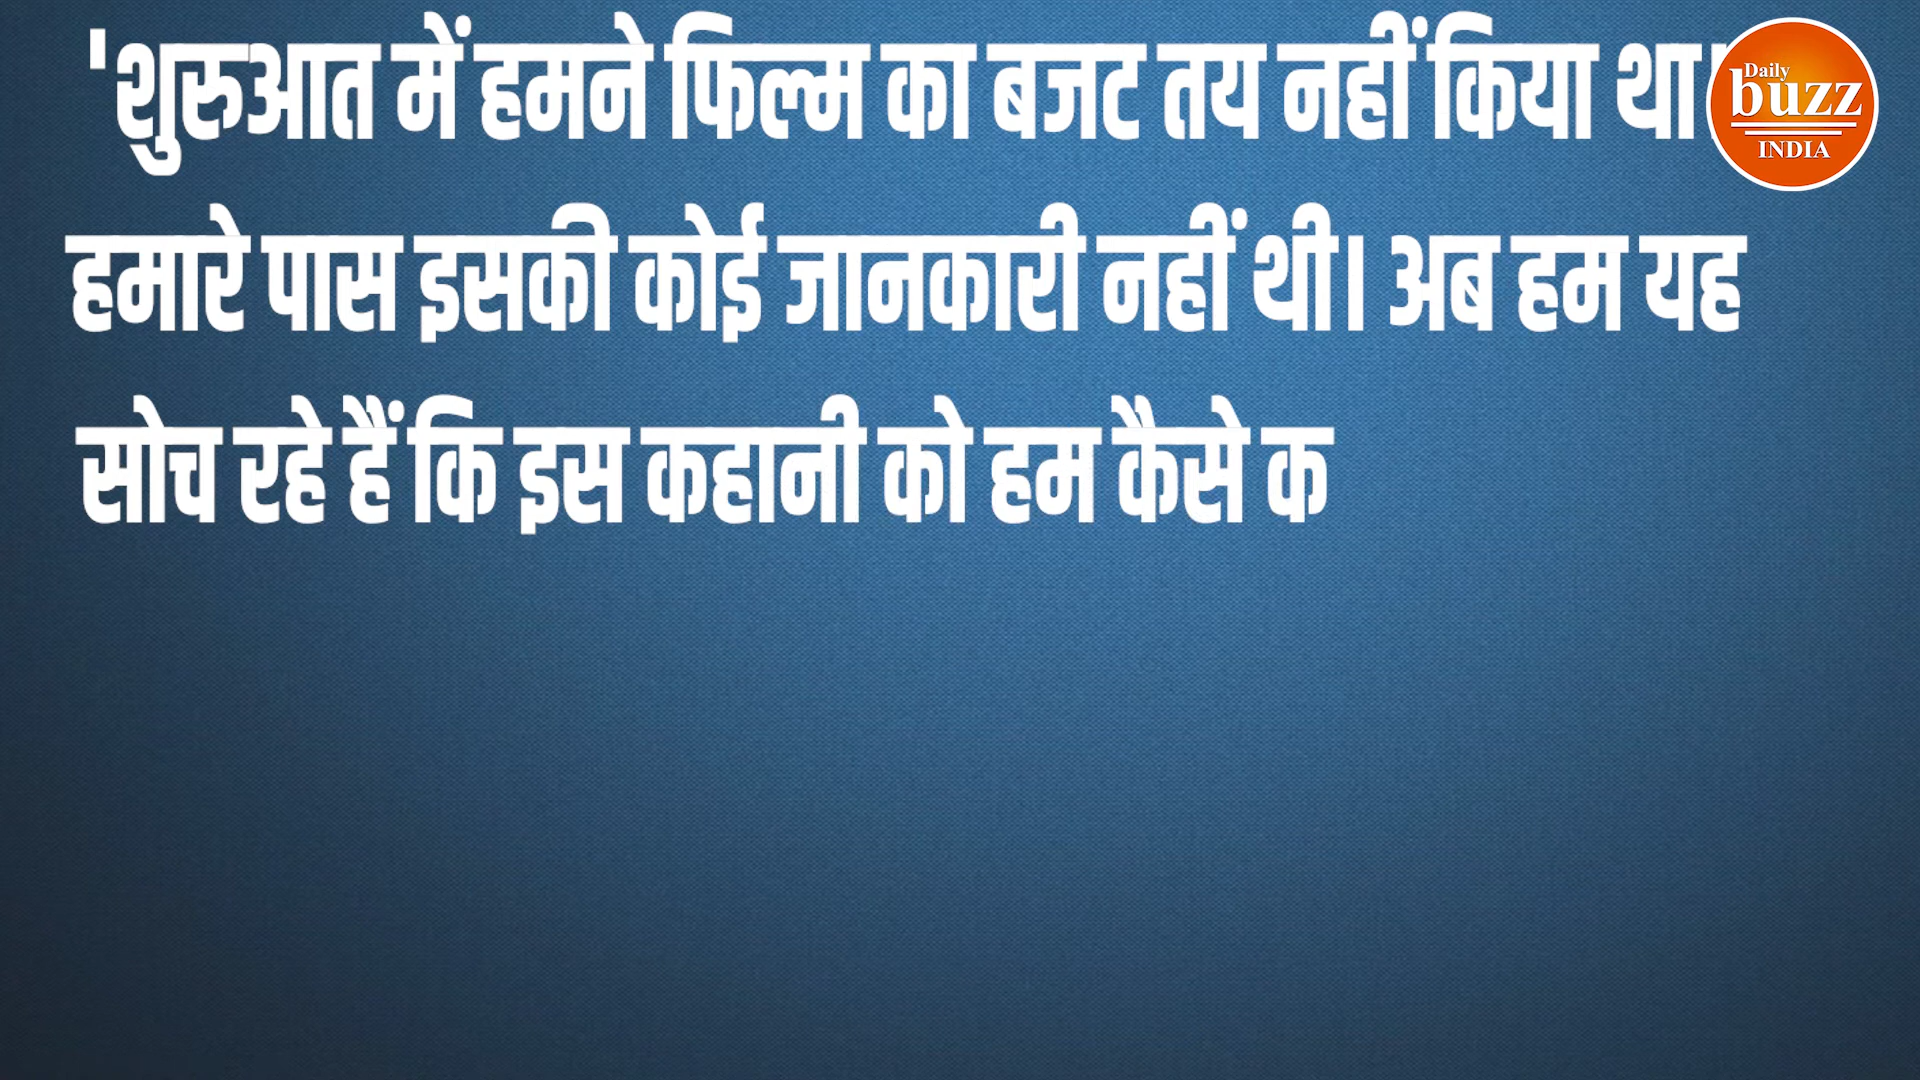 'शुरुआत में हमने फिल्म का बजट तय नहीं किया था।
हमारे पास इसकी कोई जानकारी नहीं थी। अब हम यह
सोच रहे हैं कि इस कहानी को हम कैसे क
Daily
buzz
INDIA